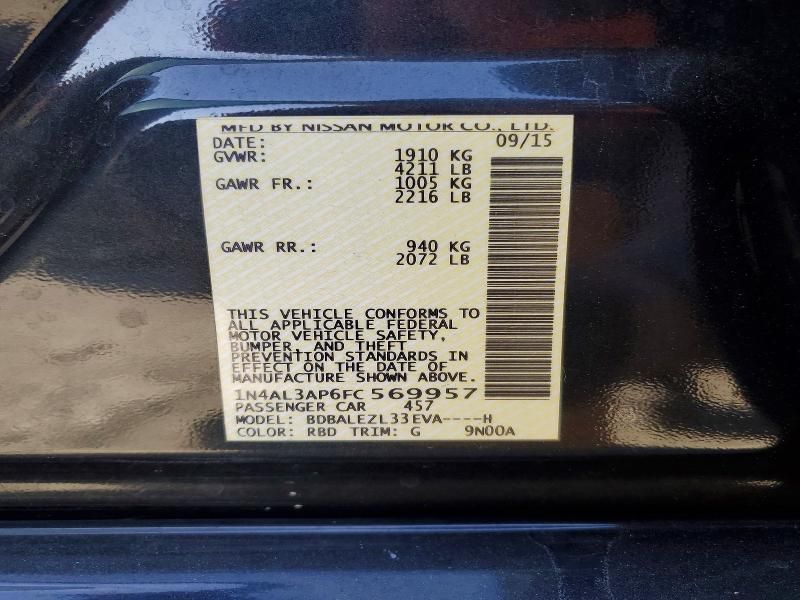 MFD BY NISSAN MOTOR CO., LTD.
DATE: 09/15
GVWR: 1910 KG
4211 LB
GAWR FR.: 1005 KG
2216 LB
GAWR RR.: 940 KG
2072 LB
THIS VEHICLE CONFORMS TO
ALL APPLICABLE FEDERAL
MOTOR VEHICLE SAFETY,
BUMPER, AND THEFT
PREVENTION STANDARDS IN
EFFECT ON THE DATE OF
MANUFACTURE SHOWN ABOVE.
1N4AL3AP6FC569957
PASSENGER CAR 457
MODEL: BDBALEZL33EVA----H
COLOR: RBD TRIM: G 9N00A